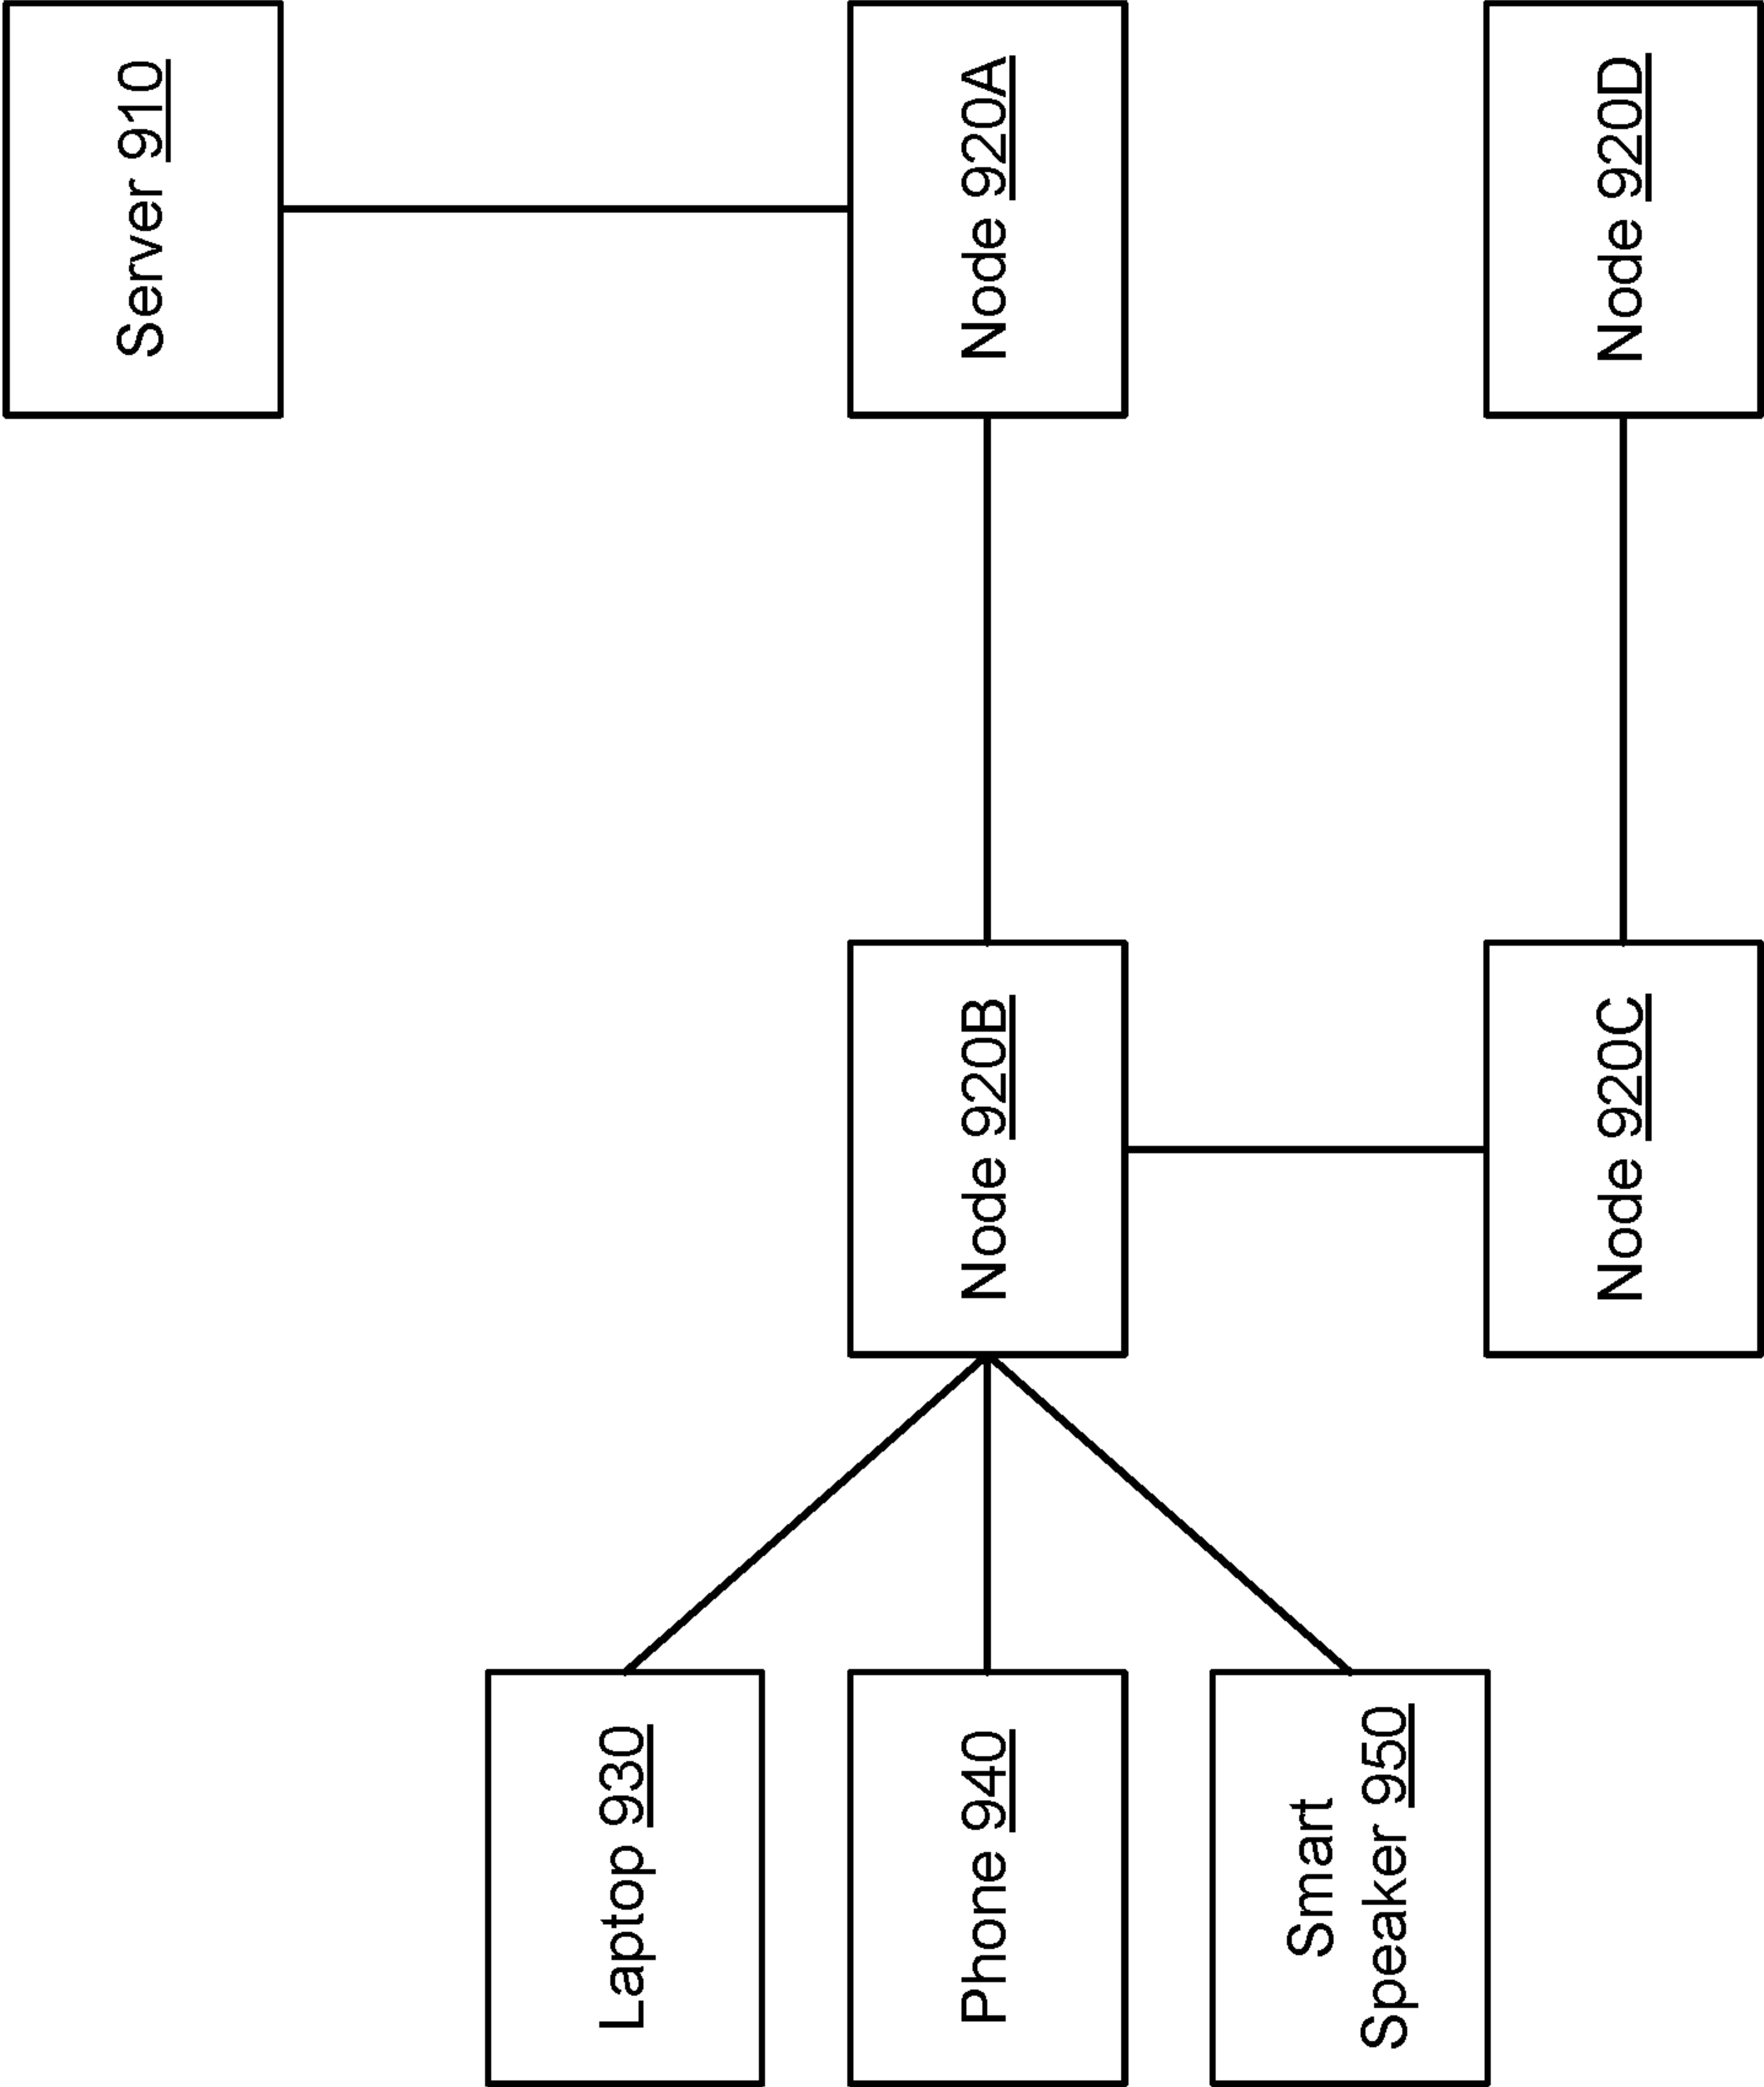 Server 910
Laptop 930
Node 920B
Node 920A
Phone 940
Smart
Speaker 950
Node 920C
Node 920D